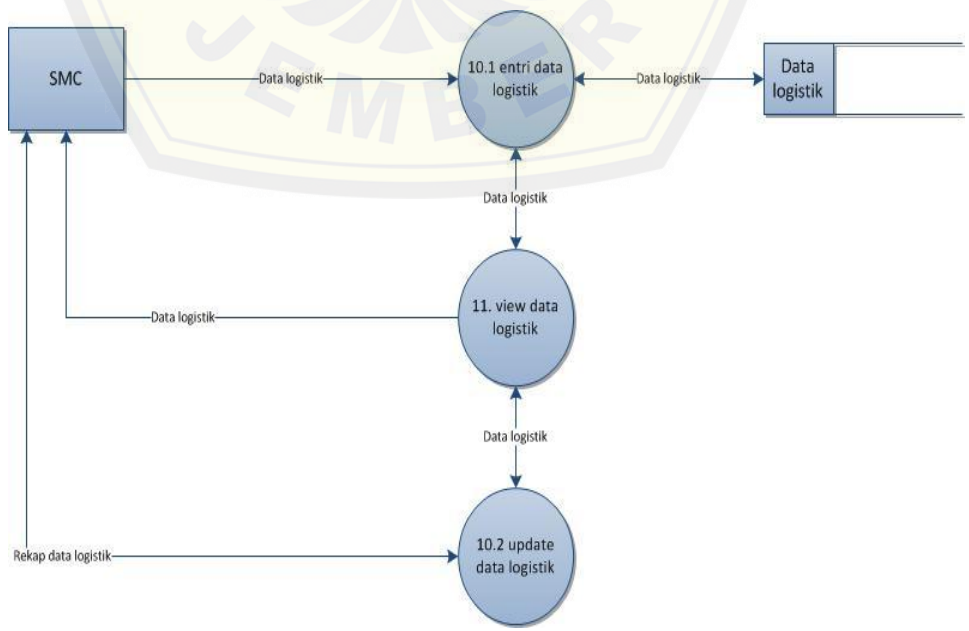 JEMBER
SMC
Data logistik
10.1 entri data
logistik
Data logistik
Data
logistik
Data logistik
11. view data
logistik
Data logistik
Data logistik
10.2 update
data logistik
Rekap data logistik